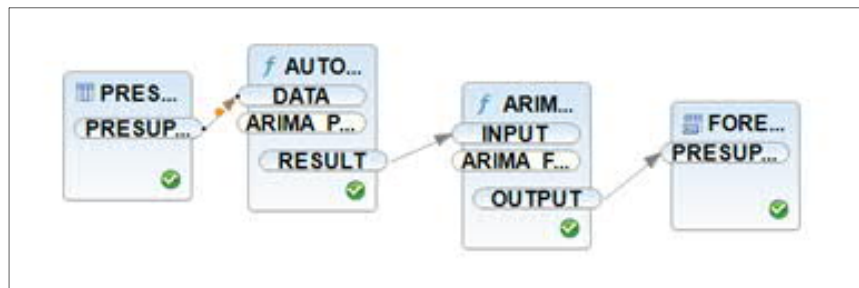 PRES...
PRESUP...
f AUTO...
DATA
ARIMA P...
RESULT
f ARIM...
INPUT
ARIMA F...
OUTPUT
FORE...
PRESUP...